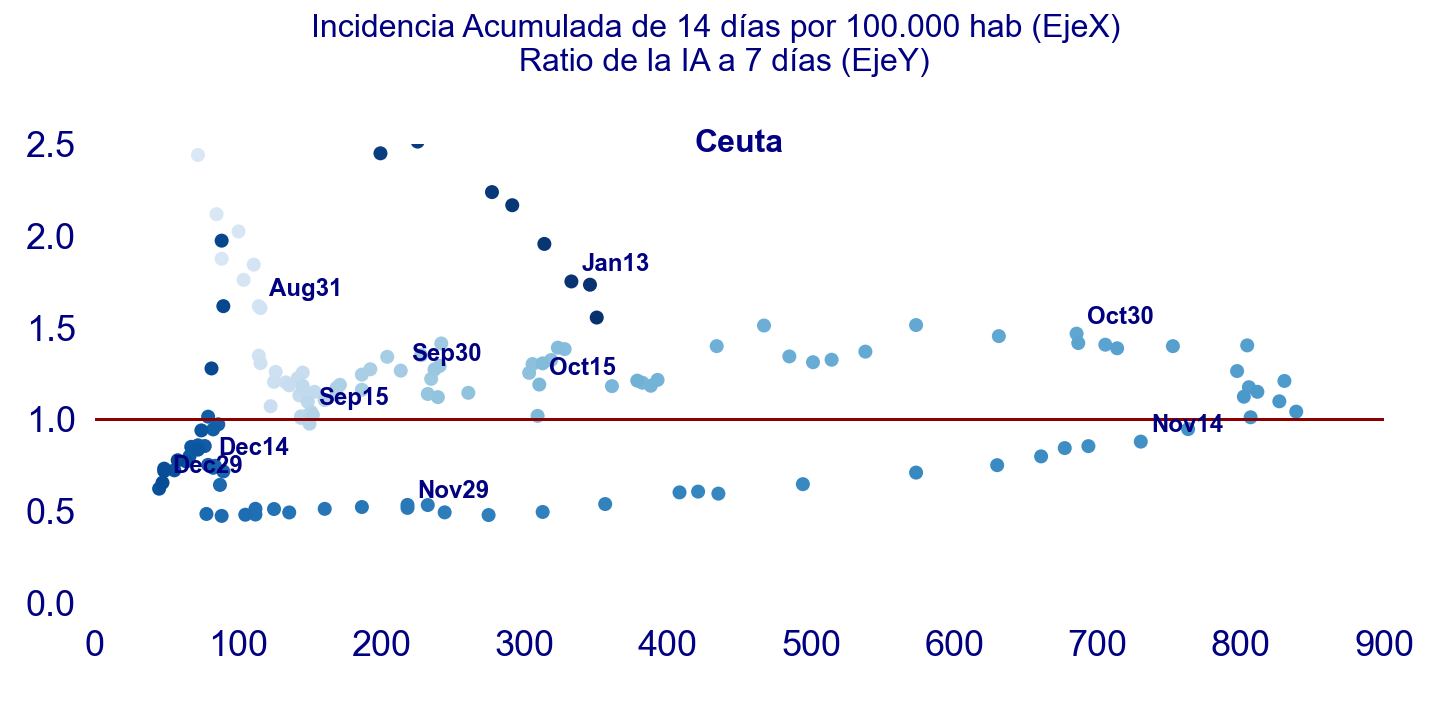 Incidencia Acumulada de 14 días por 100.000 hab (EjeX)
Ratio de la IA a 7 días (EjeY)
Ceuta
2.5
2.0
1.5
1.0
0.5
0.0
Aug31
Jan13
Oct30
Sep30
Oct15
Sep15
Nov14
Dec14
Dec29
Nov29
0 100 200 300 400 500 600 700 800 900